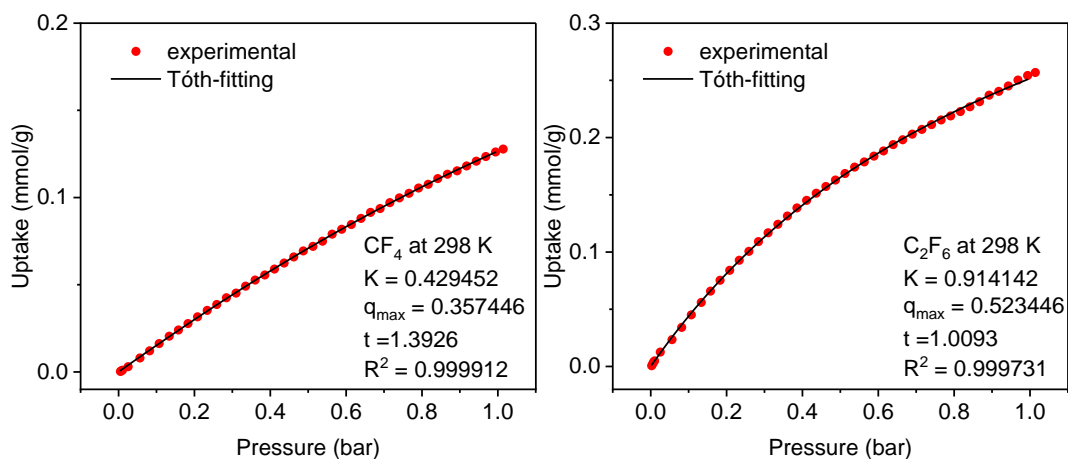 0.2
0.1
0.0
Uptake (mmol/g)
experimental
Tóth-fitting
CF4 at 298 K
K = 0.429452
qmax = 0.357446
t =1.3926
R2 = 0.999912
0.0 0.2 0.4 0.6 0.8 1.0
Pressure (bar)
0.3
0.2
0.1
0.0
Uptake (mmol/g)
experimental
Tóth-fitting
C2F6 at 298 K
K = 0.914142
qmax = 0.523446
t =1.0093
R2 = 0.999731
0.0 0.2 0.4 0.6 0.8 1.0
Pressure (bar)